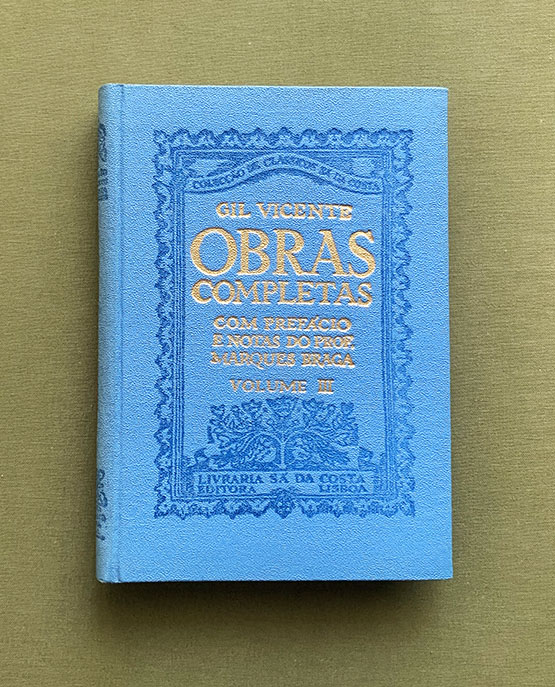 COLECÇÃO DE CLÁSSICOS SÁ DA COSTA
GIL VICENTE
OBRAS
COMPLETAS
COM PREFÁCIO
E NOTAS DO PROF.
MARQUES BRAGA
VOLUME III
LIVRARIA SÁ DA COSTA
EDITORA LISBOA